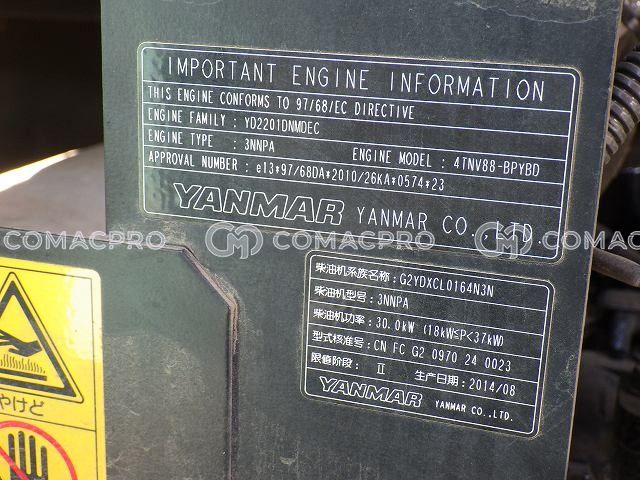 IMPORTANT ENGINE INFORMATION
THIS ENGINE CONFORMS TO 97/68/EC DIRECTIVE
ENGINE FAMILY : YD2201DNMDEC
ENGINE TYPE : 3NNPA ENGINE MODEL : 4TNV88-BPYBD
APPROVAL NUMBER : e13*97/68DA*2010/26KA*0574*23
YANMAR YANMAR CO., LTD.
COMACPRO COMACPRO COMACPRO
柴油机系族名称：G2YDXCL0164N3N
柴油机型号：3NNPA
柴油机功率：30.0kW (18kW≤P<37kW)
型式核准号：CN FC G2 0970 24 0023
限值阶段： II 生产日期：2014/08
YANMAR YANMAR CO.,LTD.
やけど